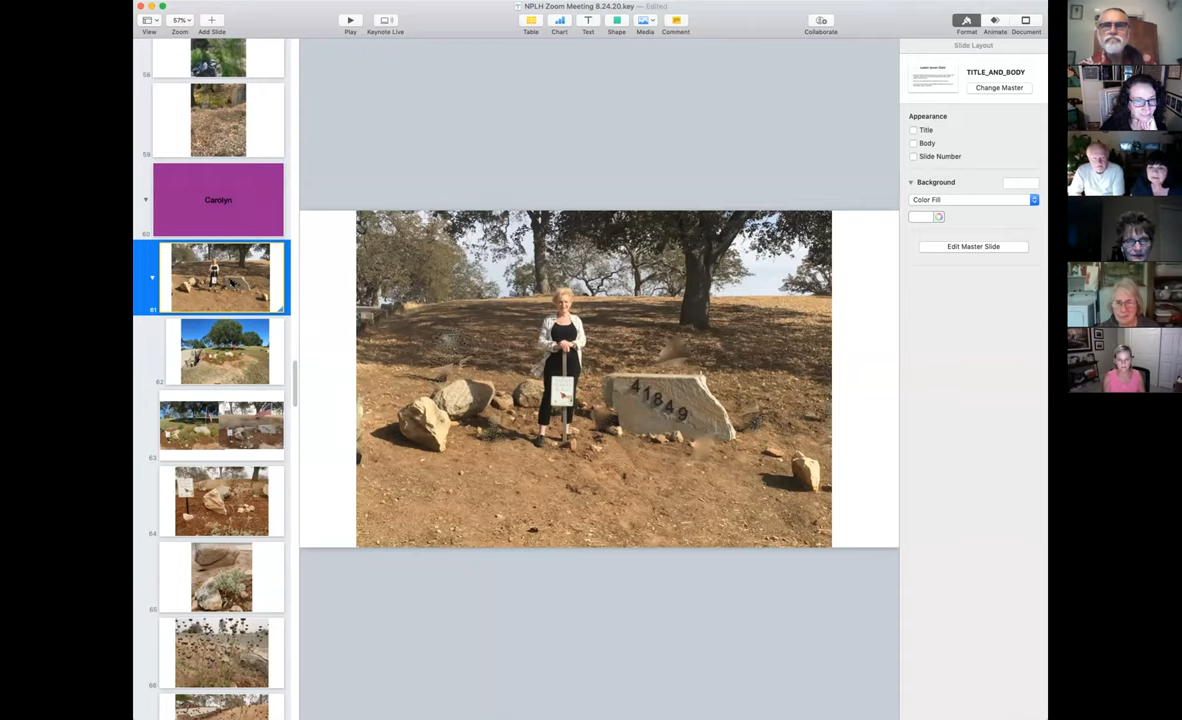 NPLH Zoom Meeting 8.24.20.key — Edited
57%
View
Zoom
Add Slide
Play
Keynote Live
Table
Chart
Text
Shape
Media
Comment
Collaborate
Format
Animate
Document
58
59
Carolyn
60
61
62
63
64
65
66
41849
Slide Layout
TITLE_AND_BODY
Change Master
Appearance
Title
Body
Slide Number
Background
Color Fill
Edit Master Slide